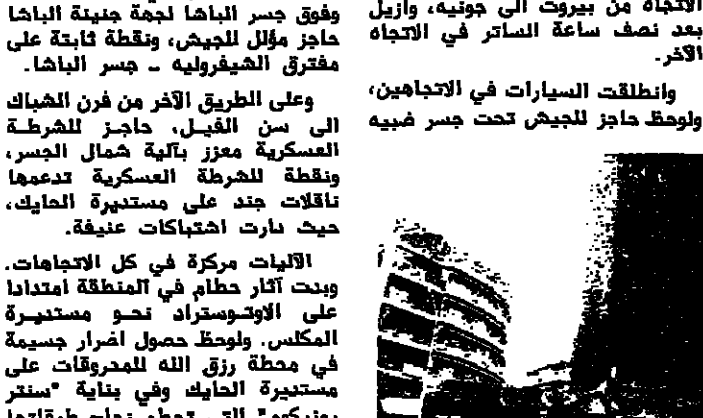 الاتجاه من بيروت الى جونيه، وازيل
بعد نصف ساعة الساتر في الاتجاه
الآخر.
وانطلقت السيارات في الاتجاهين،
ولوحظ حاجز للجيش تحت جسر ضبيه
وفوق جسر الباشا لجهة جنينة الباشا
حاجز مؤلل للجيش، ونقطة ثابتة على
مفترق الشيفروليه ـ جسر الباشا.
وعلى الطريق الآخر من فرن الشباك
الى سن الفيل، حاجز للشرطة
العسكرية معزز بآلية شمال الجسر،
ونقطة للشرطة العسكرية تدعمها
ناقلات جند على مستديرة الحايك،
حيث دارت اشتباكات عنيفة.
الآليات مركزة في كل الاتجاهات.
وبدت آثار حطام في المنطقة امتدادا
على الاوتوستراد نحو مستديرة
المكلس. ولوحظ حصول اضرار جسيمة
في محطة رزق الله للمحروقات على
مستديرة الحايك وفي بناية "سنتر
التي تحطم زجاج طبقاتها